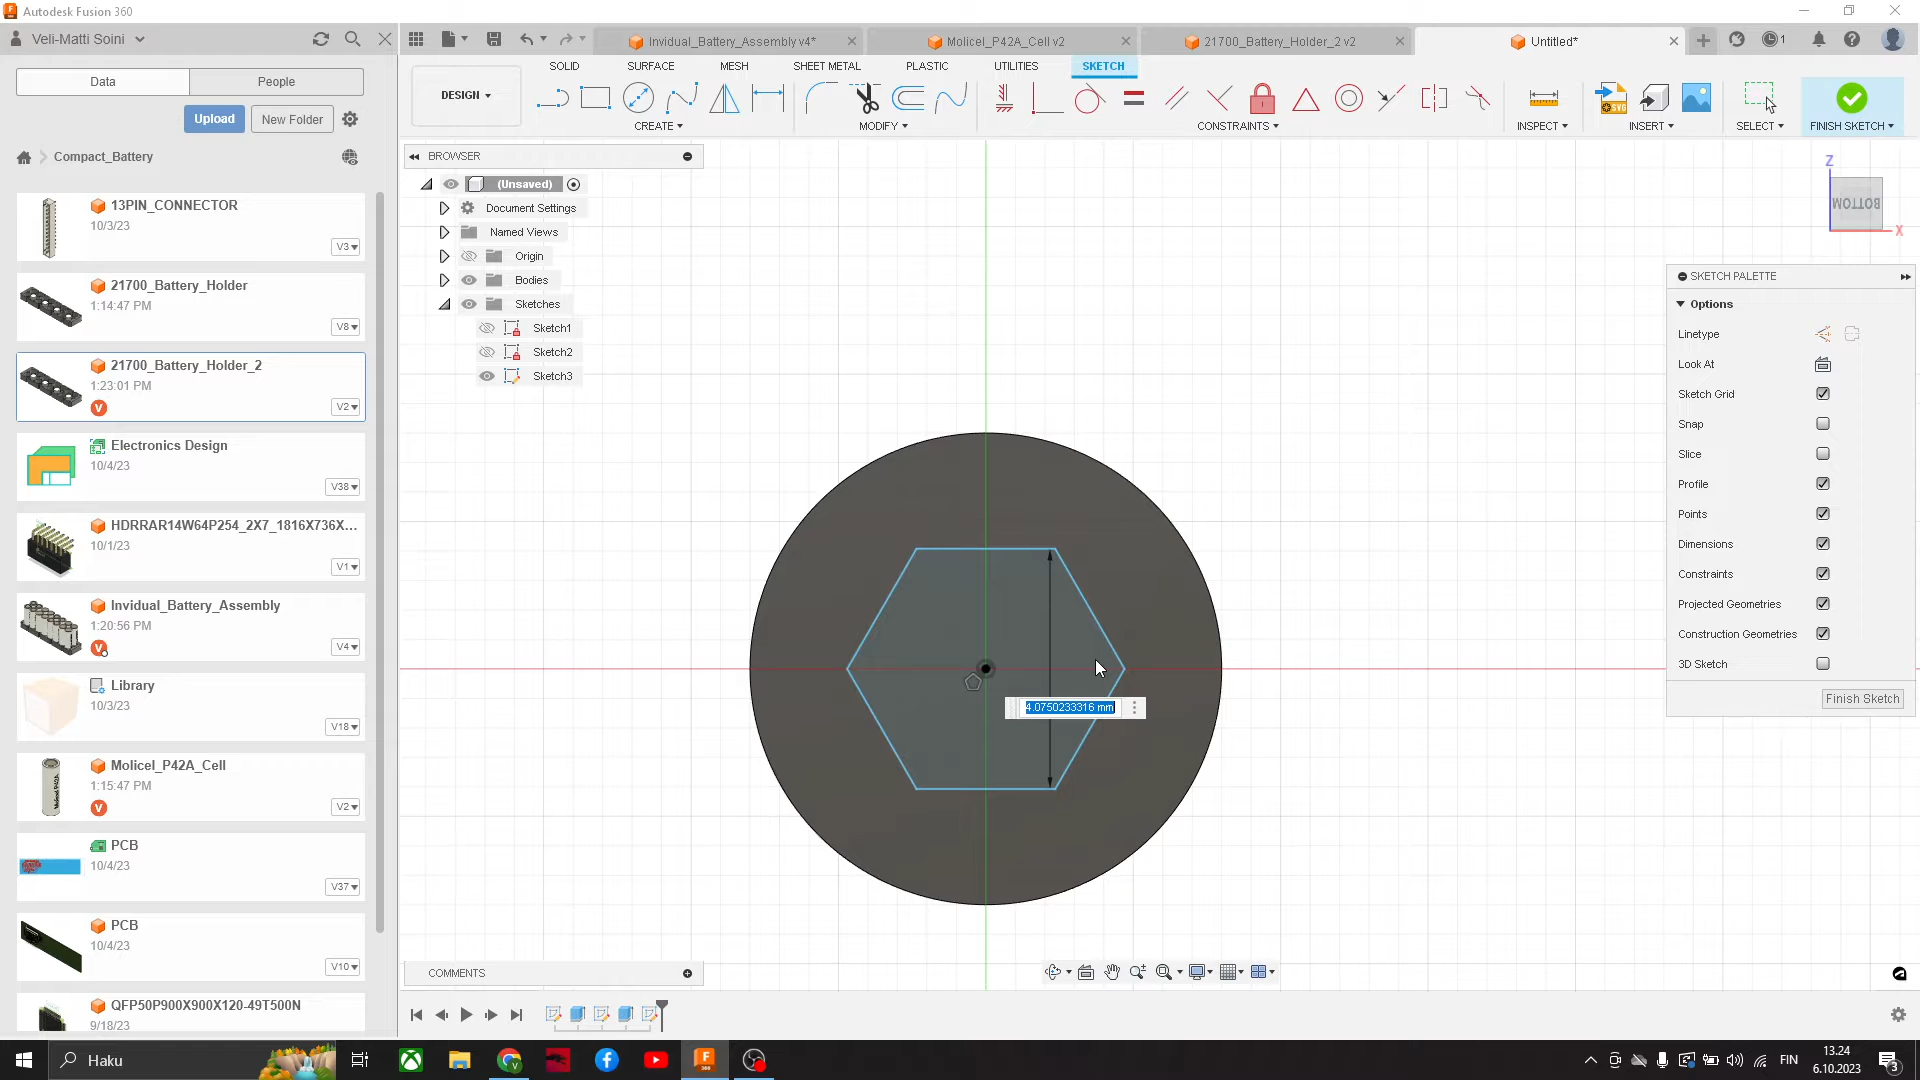 Autodesk Fusion 360
Veli-Matti Soini
Invidual_Battery_Assembly v4*
Molicel_P42A_Cell v2
21700_Battery_Holder_2 v2
Untitled*
1
Data
People
Upload
New Folder
Compact_Battery
13PIN_CONNECTOR
10/3/23
V3
21700_Battery_Holder
1:14:47 PM
V8
21700_Battery_Holder_2
1:23:01 PM
V
V2
Electronics Design
10/4/23
V38
HDRRAR14W64P254_2X7_1816X736X...
10/1/23
V1
Invidual_Battery_Assembly
1:20:56 PM
V
V4
Library
10/3/23
V18
Molicel_P42A_Cell
1:15:47 PM
V
V2
PCB
10/4/23
V37
PCB
10/4/23
V10
QFP50P900X900X120-49T500N
9/18/23
DESIGN
SOLID
SURFACE
MESH
SHEET METAL
PLASTIC
UTILITIES
SKETCH
CREATE
MODIFY
CONSTRAINTS
INSPECT
INSERT
SELECT
FINISH SKETCH
BROWSER
(Unsaved)
Document Settings
Named Views
Origin
Bodies
Sketches
Sketch1
Sketch2
Sketch3
Z
BOTTOM
X
4.0750233316 mm
SKETCH PALETTE
Options
Linetype
Look At
Sketch Grid
Snap
Slice
Profile
Points
Dimensions
Constraints
Projected Geometries
Construction Geometries
3D Sketch
Finish Sketch
COMMENTS
Haku
FIN
13.24
6.10.2023
3